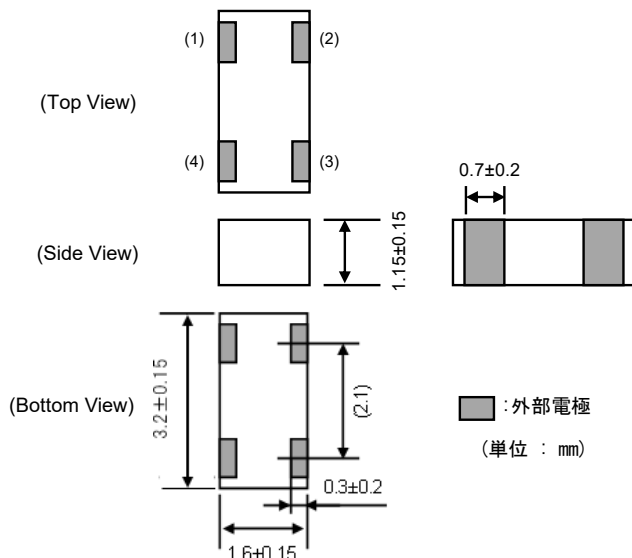 (1)
(2)
(Top View)
(4)
(3)
0.7±0.2
(Side View)
1.15±0.15
(Bottom View)
3.2±0.15
(2.1)
:外部電極
(単位 : mm)
0.3±0.2
1.6±0.15